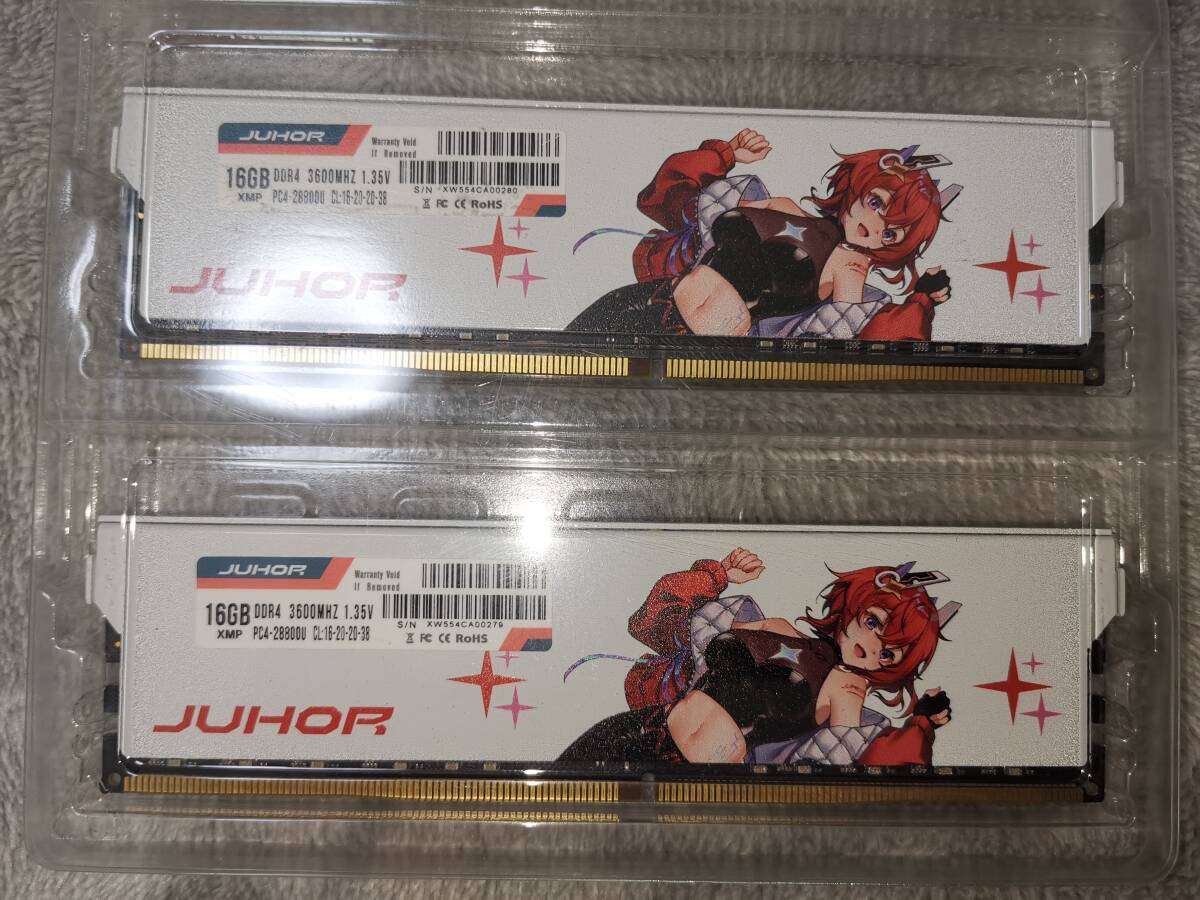 JUHOR
Warranty Void
If Removed
16GB DDR4 3600MHZ 1.35V
XMP PC4-28800U CL:16-20-20-38
S/N XW554CA00280
CE RoHS
JUHOR
JUHOR
Warranty Void
If Removed
16GB DDR4 3600MHZ 1.35V
XMP PC4-28800U CL:16-20-20-38
S/N XW554CA00279
FC CE RoHS
JUHOR